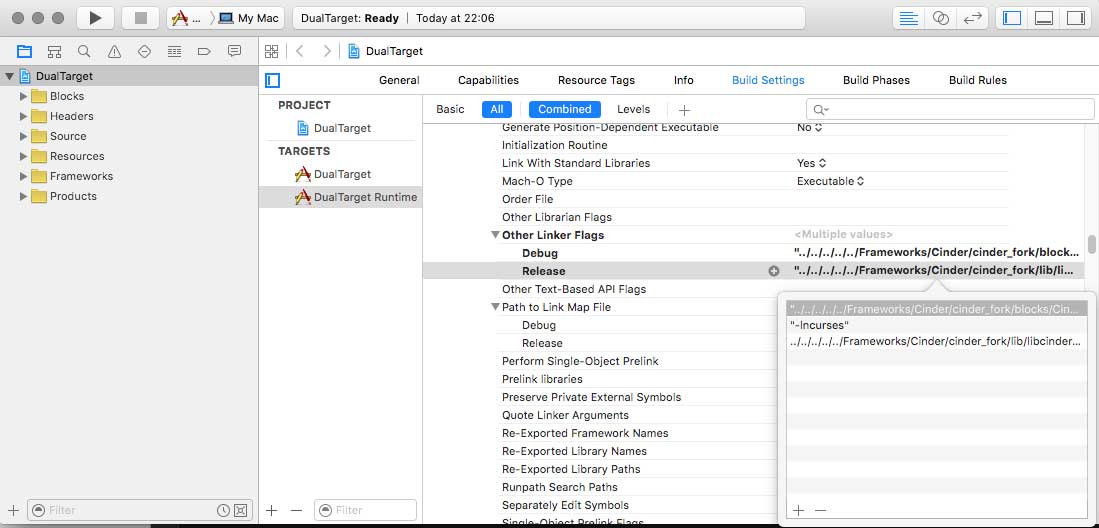 ... My Mac DualTarget: Ready | Today at 22:06
DualTarget
DualTarget
Blocks
Headers
Source
Resources
Frameworks
Products
Filter
General Capabilities Resource Tags Info Build Settings Build Phases Build Rules
PROJECT
DualTarget
TARGETS
DualTarget
DualTarget Runtime
Filter
Basic All Combined Levels
Generate Position-Dependent Executable No
Initialization Routine
Link With Standard Libraries Yes
Mach-O Type Executable
Order File
Other Librarian Flags
Other Linker Flags <Multiple values>
Debug "../../../../../Frameworks/Cinder/cinder_fork/block...
Release "../../../../../Frameworks/Cinder/cinder_fork/lib/li...
Other Text-Based API Flags
Path to Link Map File
Debug
Release
Perform Single-Object Prelink
Prelink libraries
Preserve Private External Symbols
Quote Linker Arguments
Re-Exported Framework Names
Re-Exported Library Names
Re-Exported Library Paths
Runpath Search Paths
Separately Edit Symbols
Single-Object Prelink Flags
"../../../../../Frameworks/Cinder/cinder_fork/blocks/Cin...
"-lncurses"
../../../../../Frameworks/Cinder/cinder_fork/lib/libcinder...